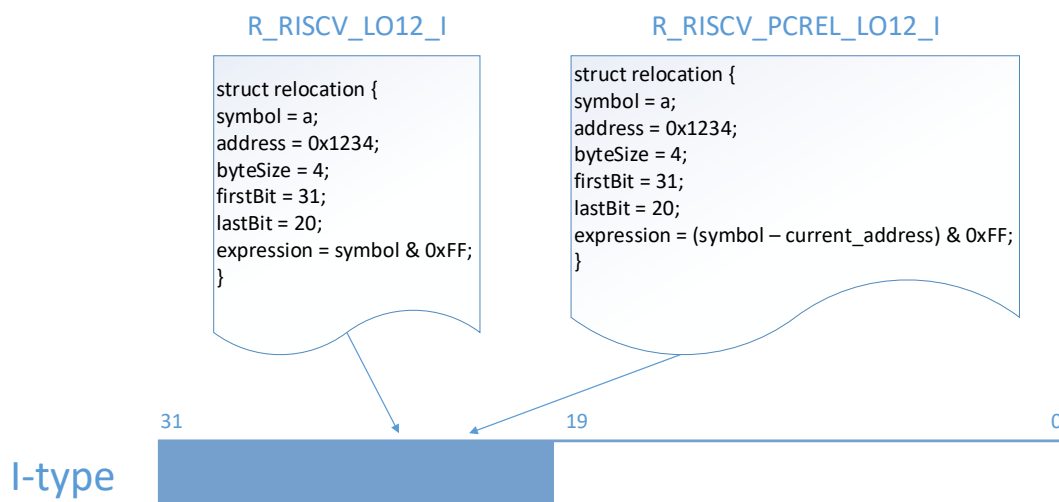 R_RISCV_LO12_I
struct relocation {
symbol = a;
address = 0x1234;
byteSize = 4;
firstBit = 31;
lastBit = 20;
expression = symbol & 0xFF;
}
R_RISCV_PCREL_LO12_I
struct relocation {
symbol = a;
address = 0x1234;
byteSize = 4;
firstBit = 31;
lastBit = 20;
expression = (symbol – current_address) & 0xFF;
}
31 19 0
I-type